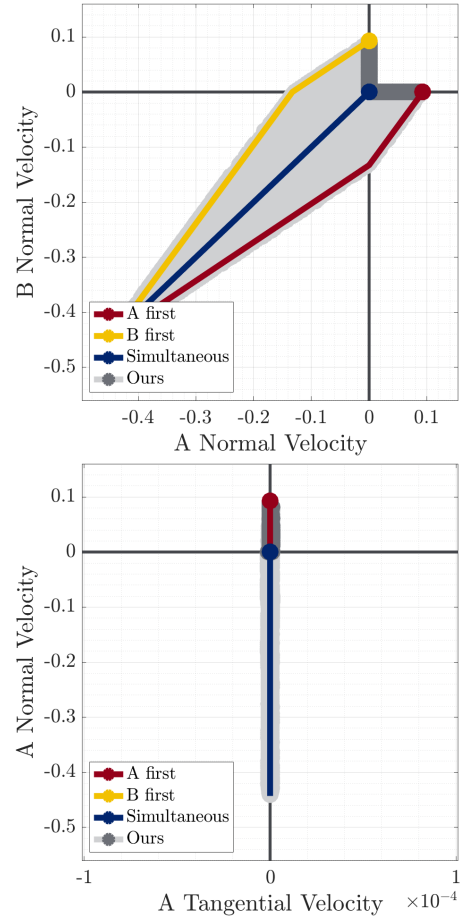 0.1
0
-0.1
-0.2
-0.3
-0.4
-0.5
B Normal Velocity
A first
B first
Simultaneous
Ours
-0.4 -0.3 -0.2 -0.1 0 0.1
A Normal Velocity
0.1
0
-0.1
-0.2
-0.3
-0.4
-0.5
A Normal Velocity
A first
B first
Simultaneous
Ours
-1 0 1
A Tangential Velocity ×10⁻⁴